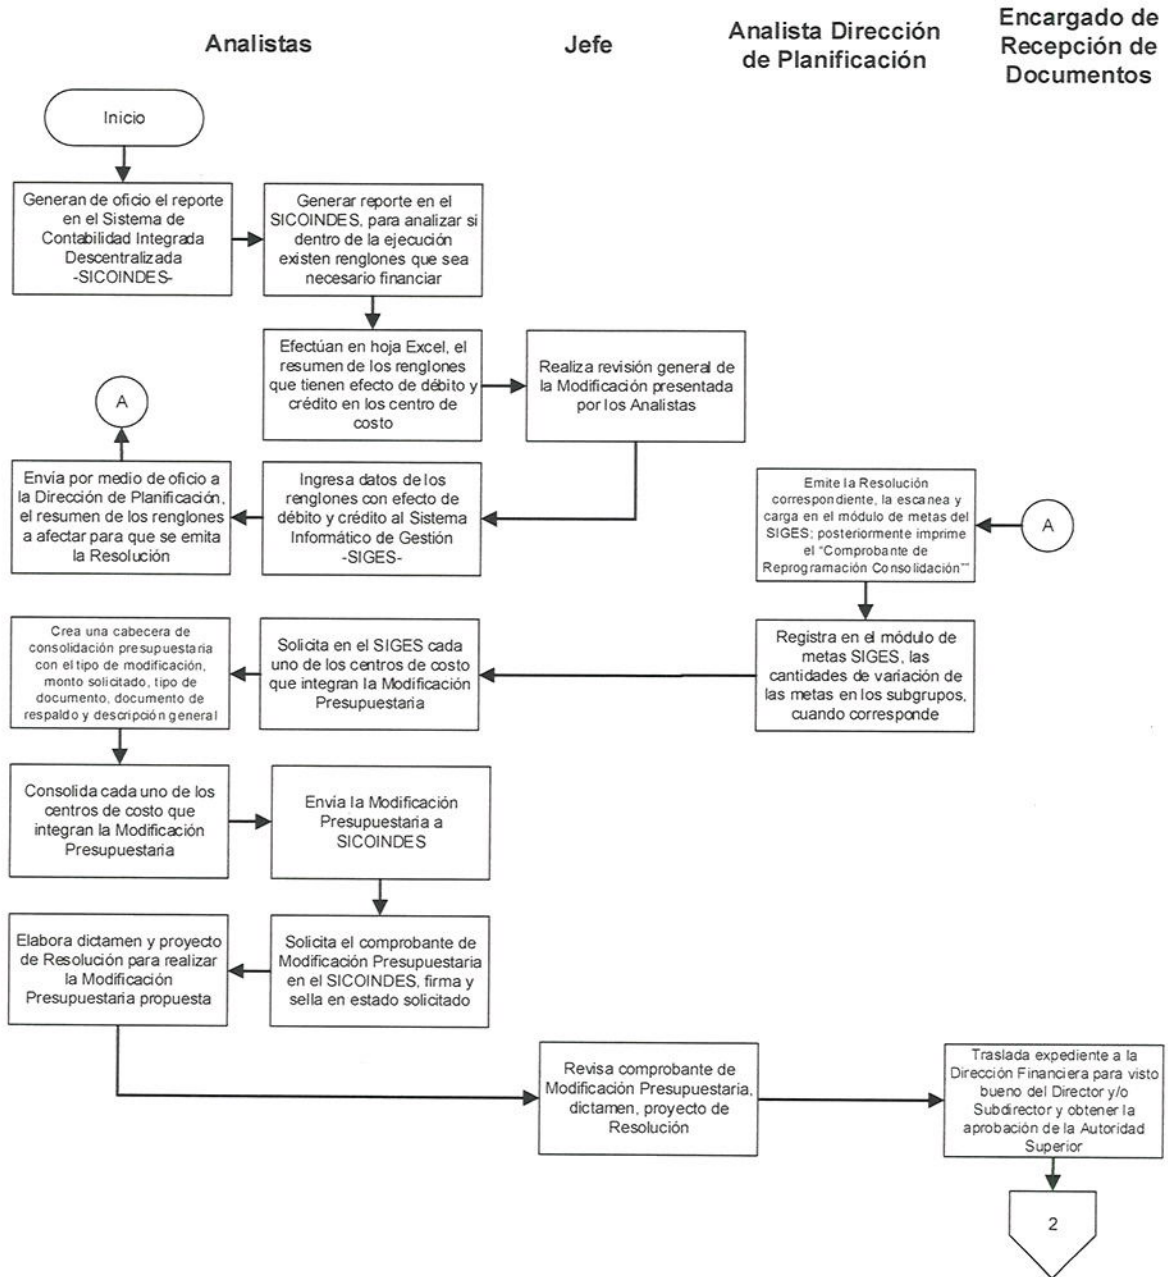 Analistas
Jefe
Analista Dirección
de Planificación
Encargado de
Recepción de
Documentos
Inicio
Generan de oficio el reporte
en el Sistema de
Contabilidad Integrada
Descentralizada
-SICOINDES-
Generar reporte en el
SICOINDES, para analizar si
dentro de la ejecución
existen renglones que sea
necesario financiar
Efectúan en hoja Excel, el
resumen de los renglones
que tienen efecto de débito y
crédito en los centro de
costo
Realiza revisión general de
la Modificación presentada
por los Analistas
A
Envía por medio de oficio a
la Dirección de Planificación,
el resumen de los renglones
a afectar para que se emita
la Resolución
Ingresa datos de los
renglones con efecto de
débito y crédito al Sistema
Informático de Gestión
-SIGES-
Emite la Resolución
correspondiente, la escanea y
carga en el módulo de metas del
SIGES; posteriormente imprime
el "Comprobante de
Reprogramación Consolidación""
A
Crea una cabecera de
consolidación presupuestaria
con el tipo de modificación,
monto solicitado, tipo de
documento, documento de
respaldo y descripción general
Solicita en el SIGES cada
uno de los centros de costo
que integran la Modificación
Presupuestaria
Registra en el módulo de
metas SIGES, las
cantidades de variación de
las metas en los subgrupos,
cuando corresponde
Consolida cada uno de los
centros de costo que
integran la Modificación
Presupuestaria
Envía la Modificación
Presupuestaria a
SICOINDES
Elabora dictamen y proyecto
de Resolución para realizar
la Modificación
Presupuestaria propuesta
Solicita el comprobante de
Modificación Presupuestaria
en el SICOINDES, firma y
sella en estado solicitado
Revisa comprobante de
Modificación Presupuestaria,
dictamen, proyecto de
Resolución
Traslada expediente a la
Dirección Financiera para visto
bueno del Director y/o
Subdirector y obtener la
aprobación de la Autoridad
Superior
2